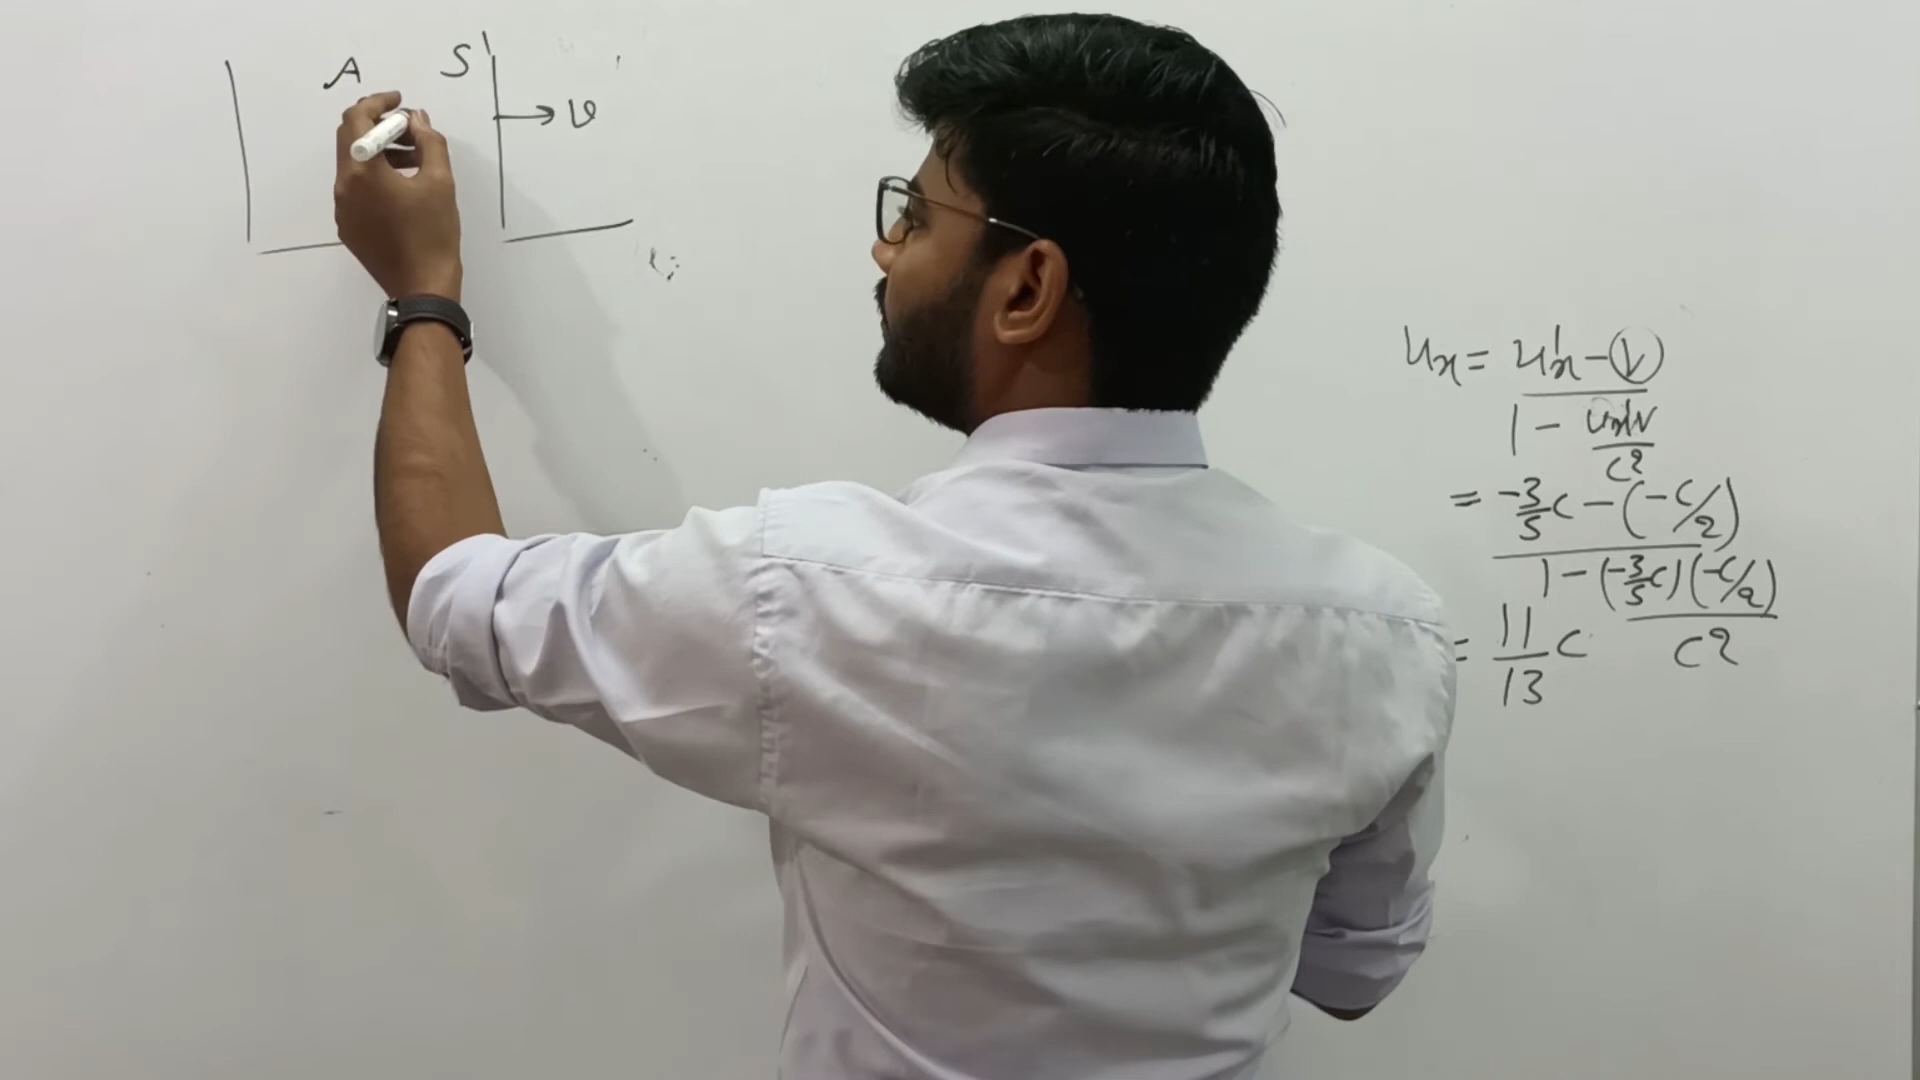 A S'
→ v
uₓ = u'ₓ - v
1 - u'ₓv
c²
= -3/5 c - (-c/2)
1 - (-3/5 c)(-c/2)
c²
= 11/13 c